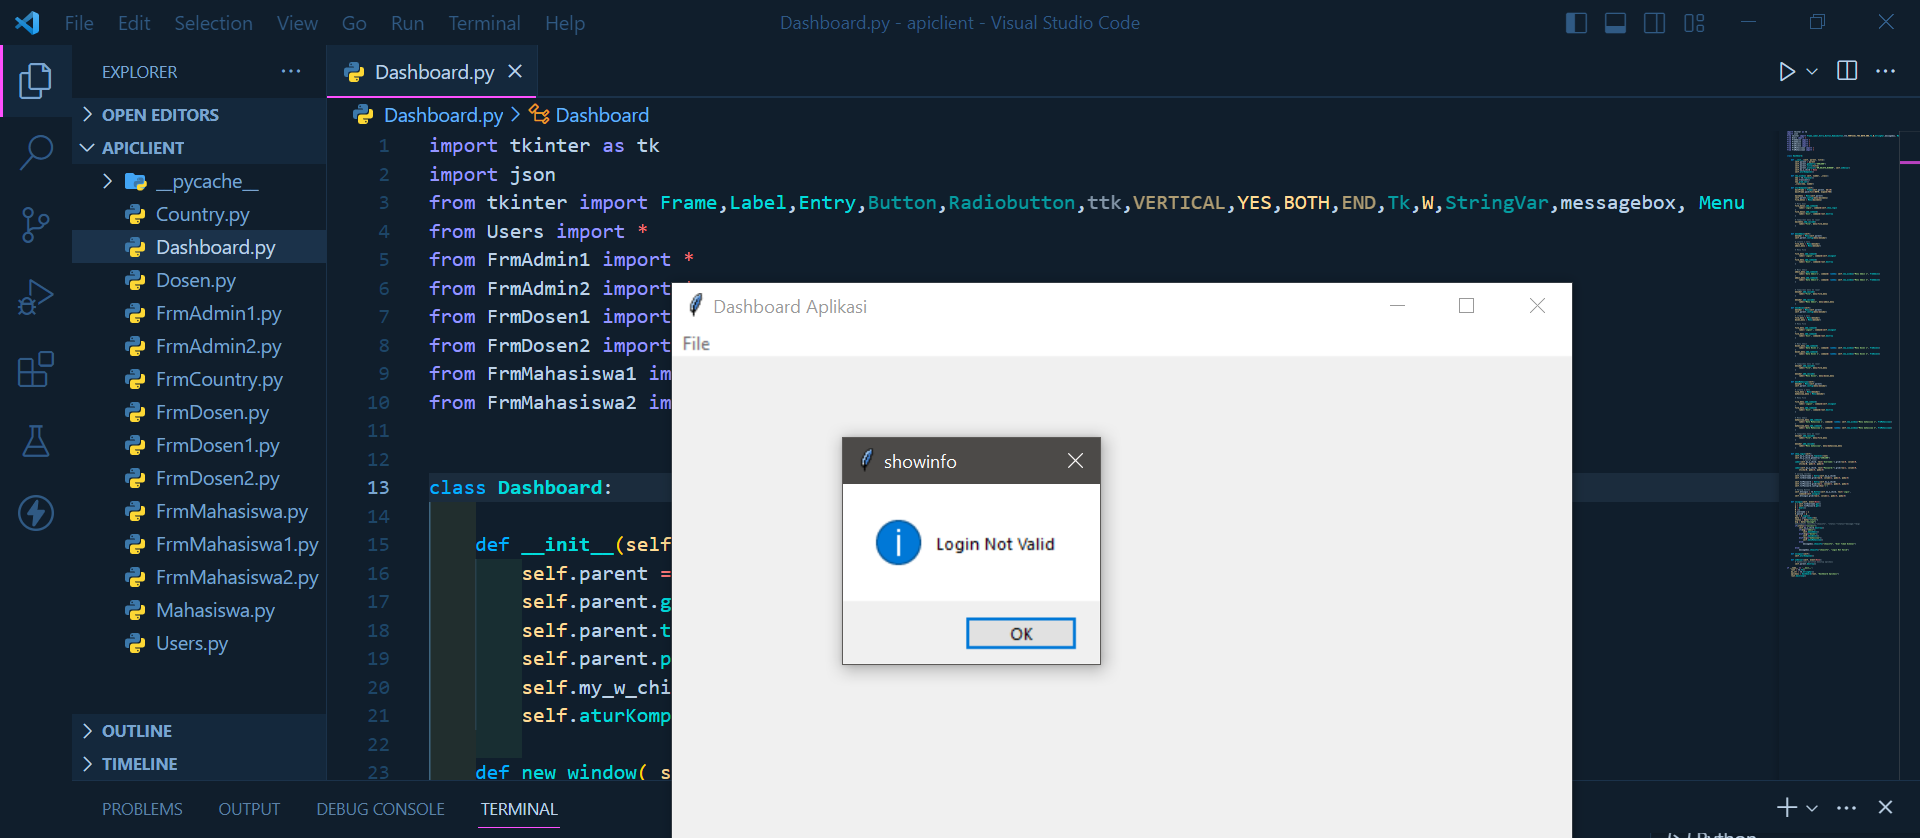 File Edit Selection View Go Run Terminal Help
Dashboard.py - apiclient - Visual Studio Code
EXPLORER
OPEN EDITORS
APICLIENT
__pycache__
Country.py
Dashboard.py
Dosen.py
FrmAdmin1.py
FrmAdmin2.py
FrmCountry.py
FrmDosen.py
FrmDosen1.py
FrmDosen2.py
FrmMahasiswa.py
FrmMahasiswa1.py
FrmMahasiswa2.py
Mahasiswa.py
Users.py
OUTLINE
TIMELINE
Dashboard.py
Dashboard.py > Dashboard
1 import tkinter as tk
2 import json
3 from tkinter import Frame,Label,Entry,Button,Radiobutton,ttk,VERTICAL,YES,BOTH,END,Tk,W,StringVar,messagebox, Menu
4 from Users import *
5 from FrmAdmin1 import *
6 from FrmAdmin2 import
7 from FrmDosen1 import
8 from FrmDosen2 import
9 from FrmMahasiswa1 im
10 from FrmMahasiswa2 im
11
12
13 class Dashboard:
14
15 def __init__(self
16 self.parent =
17 self.parent.g
18 self.parent.t
19 self.parent.p
20 self.my_w_chi
21 self.aturKomp
22
23 def new_window( s
Dashboard Aplikasi
File
showinfo
Login Not Valid
OK
PROBLEMS OUTPUT DEBUG CONSOLE TERMINAL